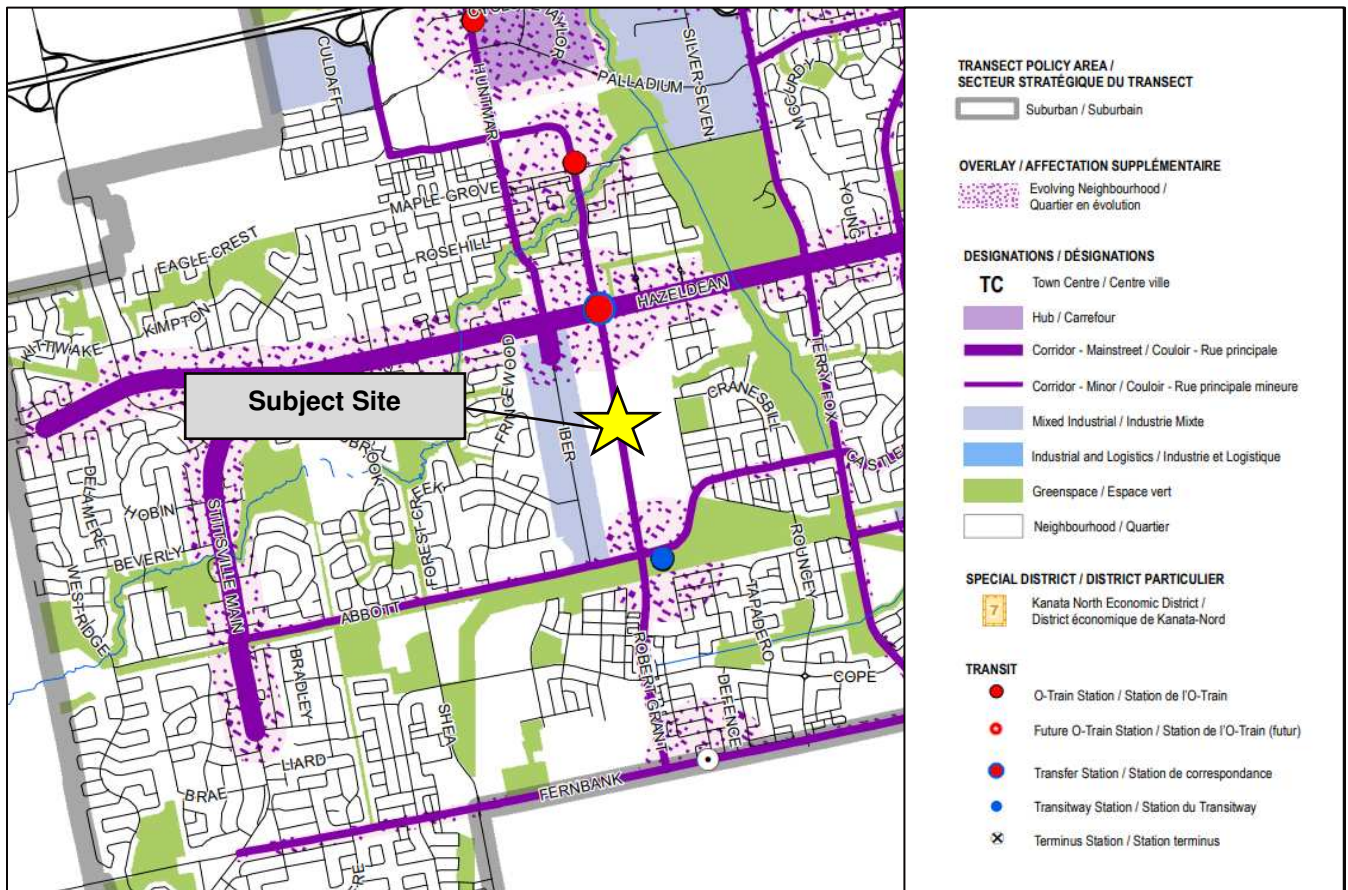 CULDAFF
HUNTMAR
PALLADIUM
SILVER SEVEN
MCCURDY
MAPLE GROVE
YOUNG
ROSEHILL
EAGLE CREST
HAZELDEAN
KIMPTON
KITTIWAKE
TERRY FOX
FRINGEWOOD
CRANESBILL
Subject Site
IBER
CASTLE
DELAMERE
HOBIN
STITTSVILLE MAIN
FOREST CREEK
BEVERLY
ROUNCEY
WEST RIDGE
ABBOTT
TAPADERO
ROBERT GRANT
BRADLEY
DEFENCE
COPE
SHEA
LIARD
FERNBANK
BRAE
TRANSECT POLICY AREA /
SECTEUR STRATÉGIQUE DU TRANSECT
Suburban / Suburbain
OVERLAY / AFFECTATION SUPPLÉMENTAIRE
Evolving Neighbourhood /
Quartier en évolution
DESIGNATIONS / DÉSIGNATIONS
TC Town Centre / Centre ville
Hub / Carrefour
Corridor - Mainstreet / Couloir - Rue principale
Corridor - Minor / Couloir - Rue principale mineure
Mixed Industrial / Industrie Mixte
Industrial and Logistics / Industrie et Logistique
Greenspace / Espace vert
Neighbourhood / Quartier
SPECIAL DISTRICT / DISTRICT PARTICULIER
7 Kanata North Economic District /
District économique de Kanata-Nord
TRANSIT
O-Train Station / Station de l'O-Train
Future O-Train Station / Station de l'O-Train (futur)
Transfer Station / Station de correspondance
Transitway Station / Station du Transitway
Terminus Station / Station terminus